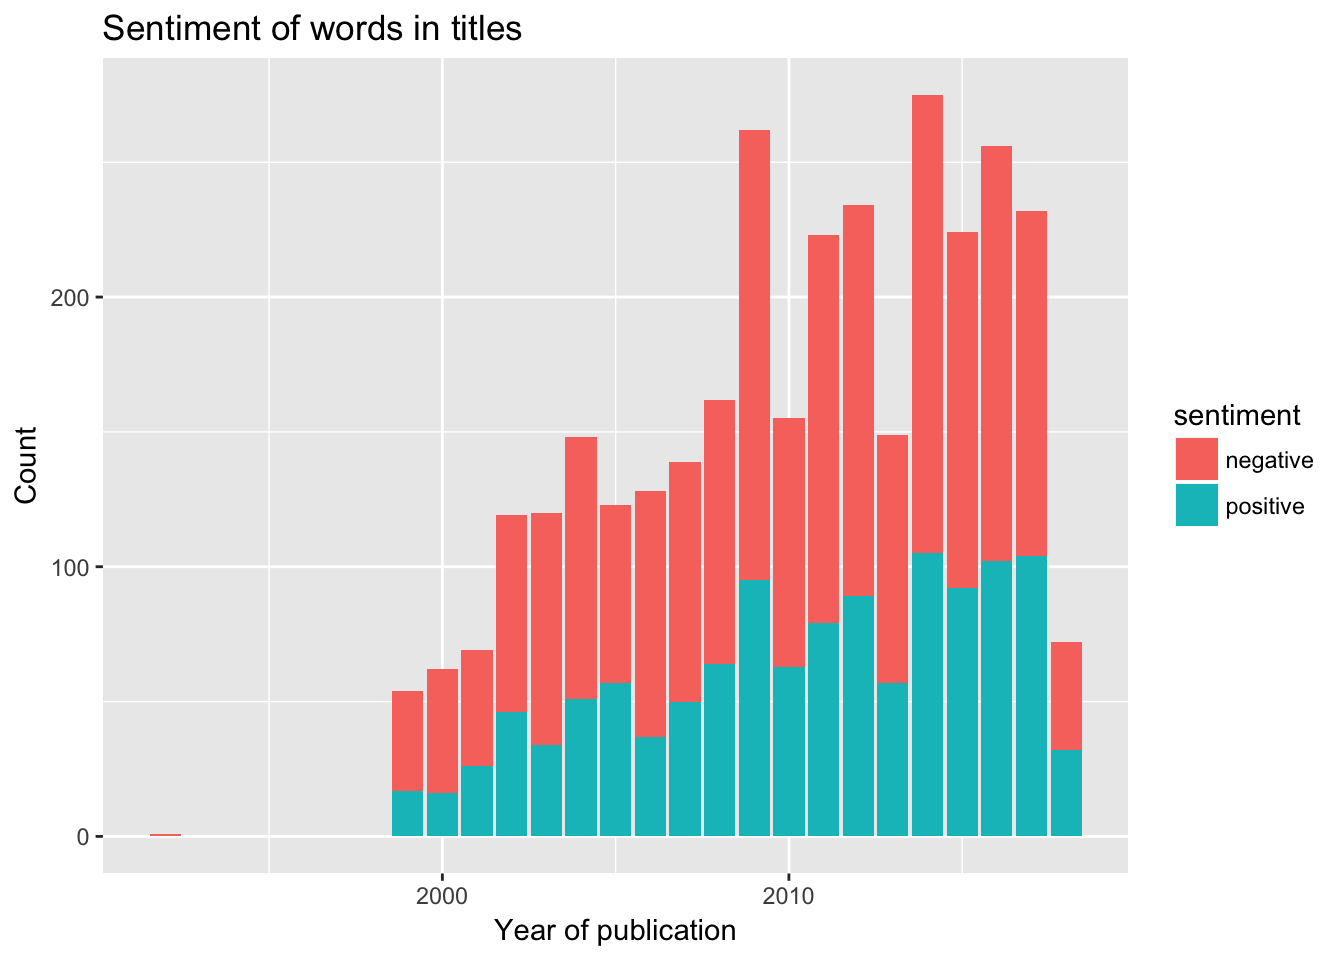 Sentiment of words in titles
200
100
0
Count
2000 2010
Year of publication
sentiment
negative
positive